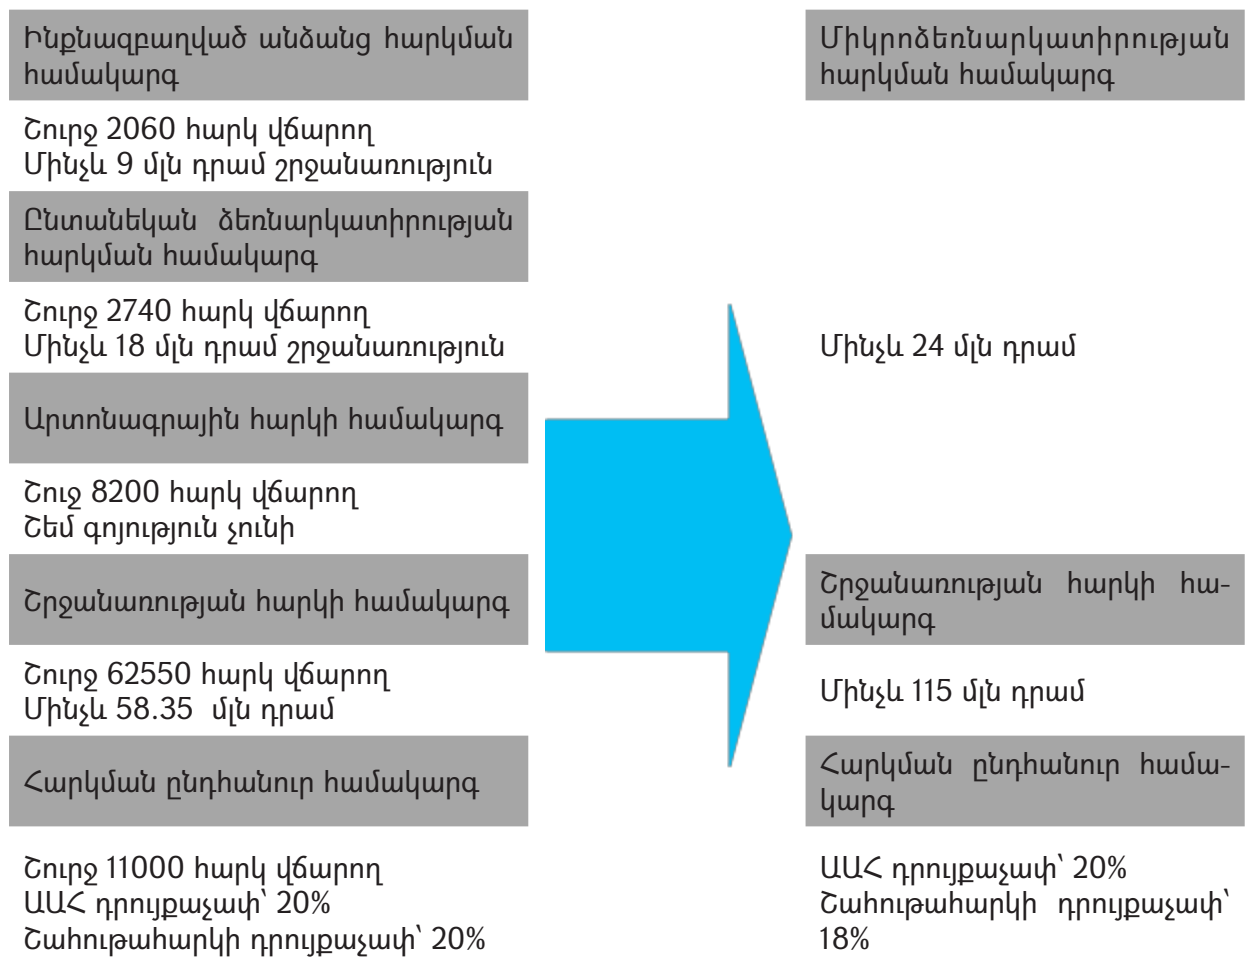 Ինքնազբաղված անձանց հարկման
համակարգ
Շուրջ 2060 հարկ վճարող
Մինչև 9 մլն դրամ շրջանառություն
Ընտանեկան ձեռնարկատիրության
հարկման համակարգ
Շուրջ 2740 հարկ վճարող
Մինչև 18 մլն դրամ շրջանառություն
Արտոնագրային հարկի համակարգ
Շուջ 8200 հարկ վճարող
Շեմ գոյություն չունի
Շրջանառության հարկի համակարգ
Շուրջ 62550 հարկ վճարող
Մինչև 58.35 մլն դրամ
Հարկման ընդհանուր համակարգ
Շուրջ 11000 հարկ վճարող
ԱԱՀ դրույքաչափ՝ 20%
Շահութահարկի դրույքաչափ՝ 20%
Միկրոձեռնարկատիրության
հարկման համակարգ
Մինչև 24 մլն դրամ
Շրջանառության հարկի հա-
մակարգ
Մինչև 115 մլն դրամ
Հարկման ընդհանուր համա-
կարգ
ԱԱՀ դրույքաչափ՝ 20%
Շահութահարկի դրույքաչափ՝
18%